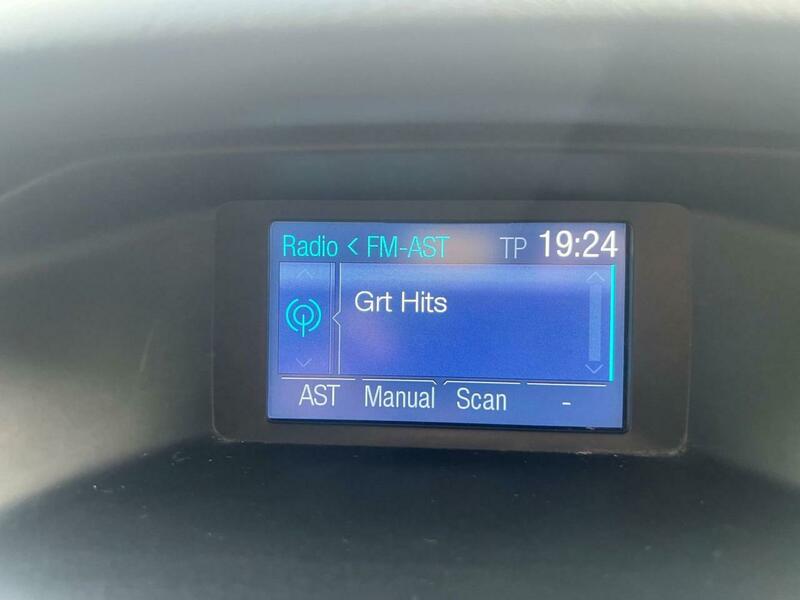 Radio < FM-AST TP 19:24
Grt Hits
AST Manual Scan -